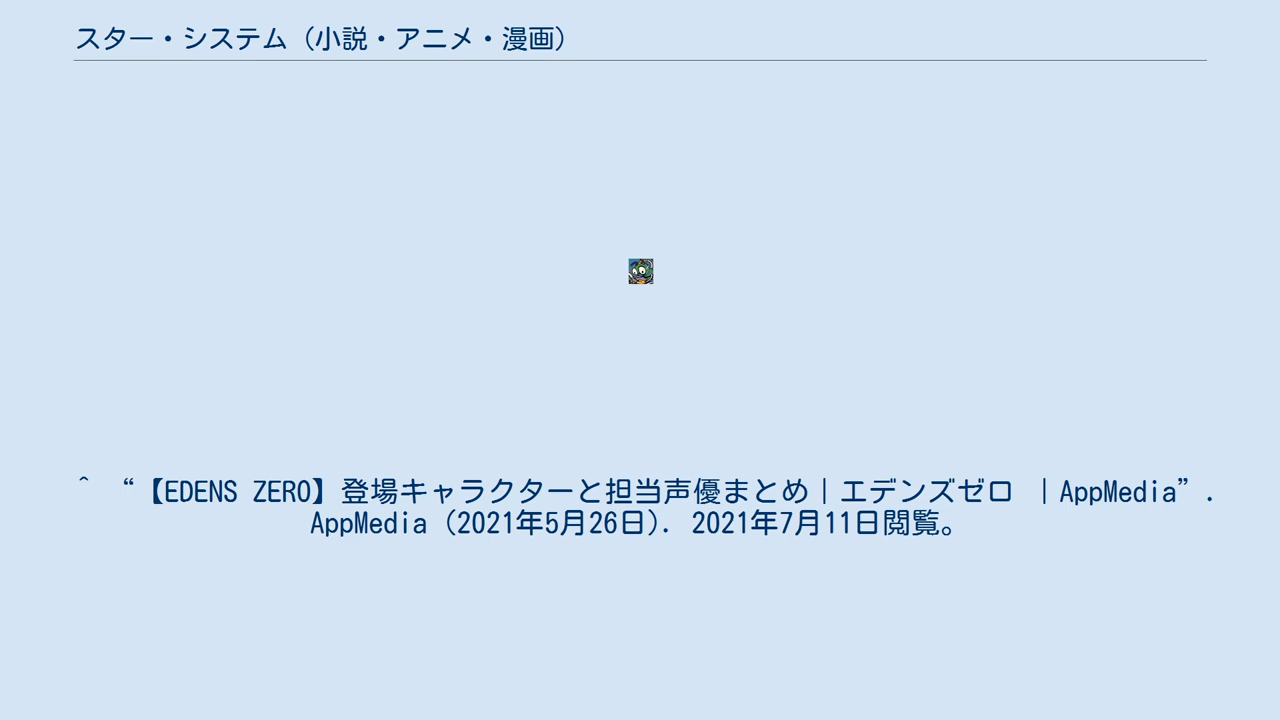 スター・システム（小説・アニメ・漫画）
^ “【EDENS ZERO】登場キャラクターと担当声優まとめ｜エデンズゼロ ｜AppMedia”.
AppMedia (2021年5月26日). 2021年7月11日閲覧。